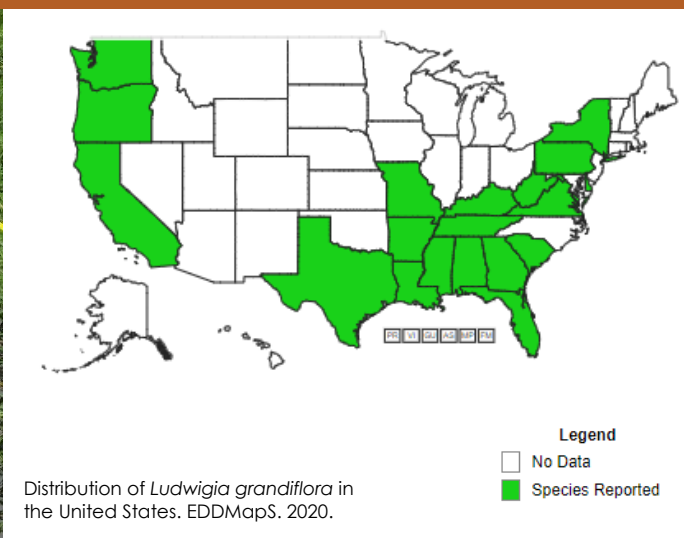 PR VI GU AS MP FM
Legend
No Data
Species Reported
Distribution of Ludwigia grandiflora in
the United States. EDDMapS. 2020.